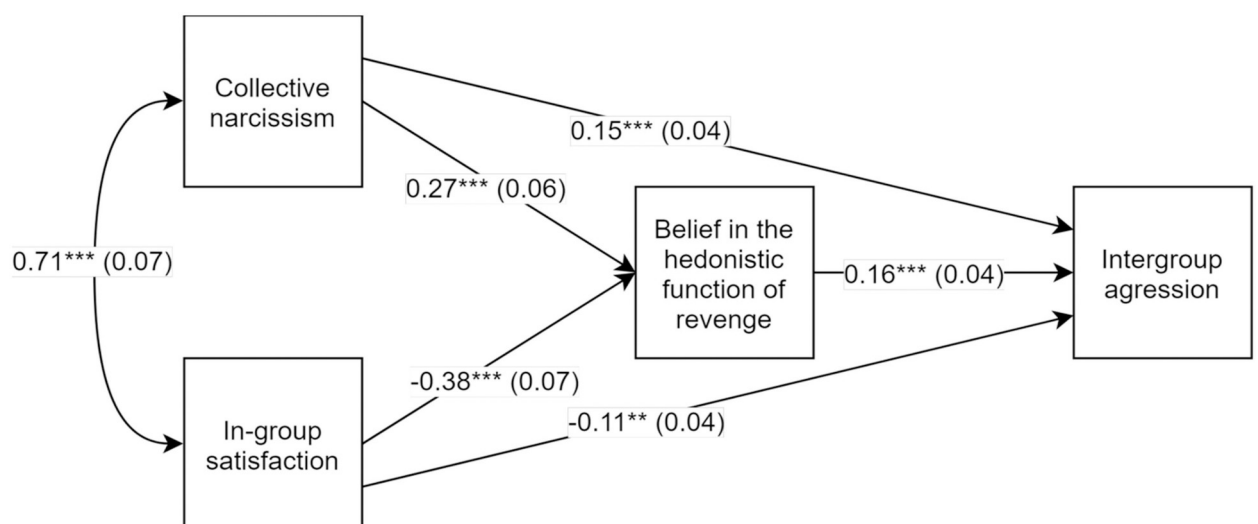 Collective
narcissism
0.15*** (0.04)
0.27*** (0.06)
Belief in the
hedonistic
function of
revenge
0.71*** (0.07)
0.16*** (0.04)
Intergroup
agression
-0.38*** (0.07)
-0.11** (0.04)
In-group
satisfaction